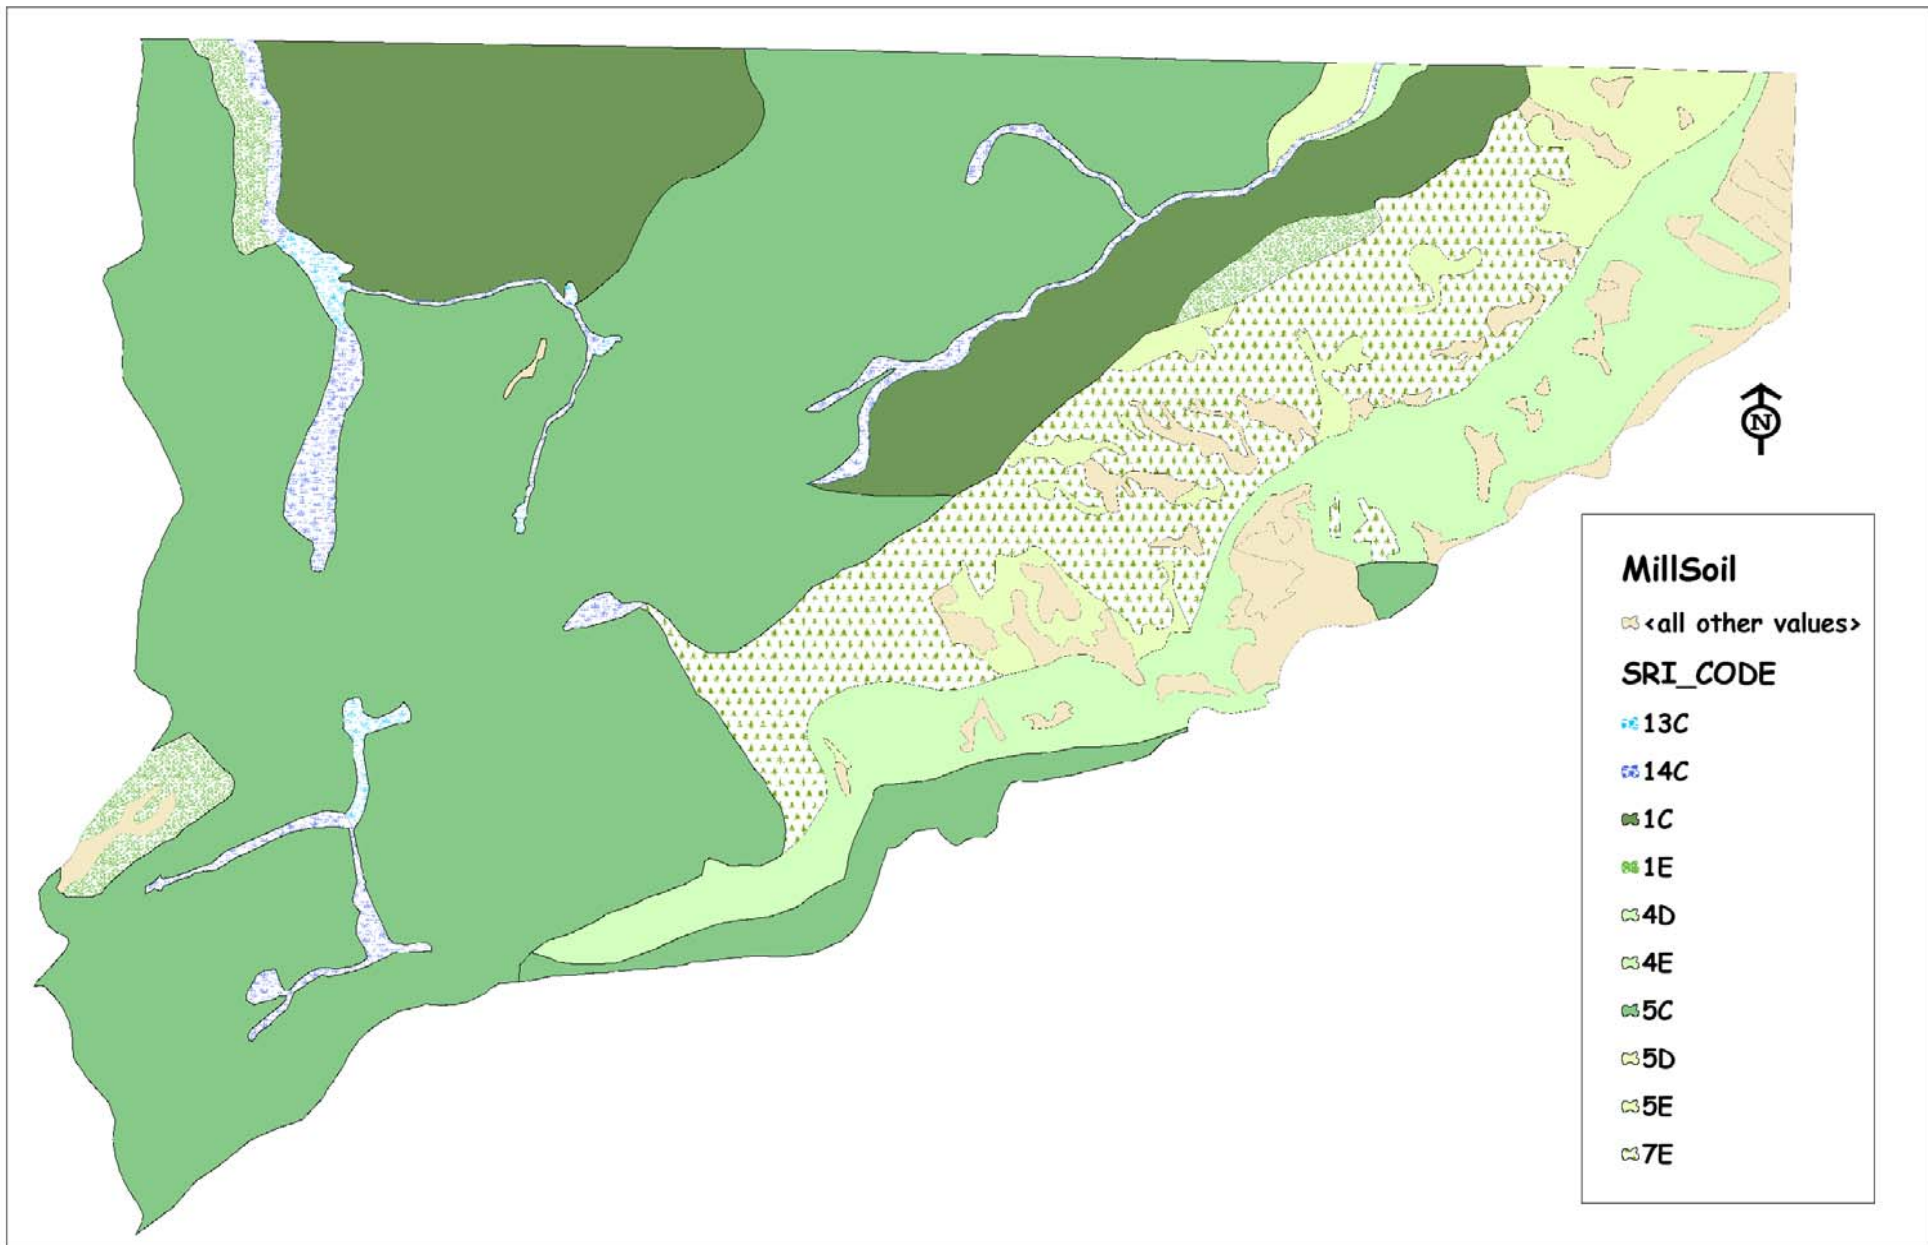 N
MillSoil
<all other values>
SRI_CODE
13C
14C
1C
1E
4D
4E
5C
5D
5E
7E